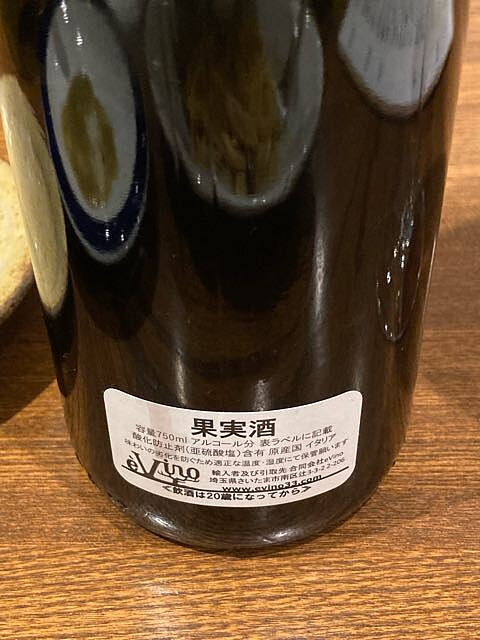 果実酒
容量750ml アルコール分 表ラベルに記載
酸化防止剤(亜硫酸塩)含有 原産国 イタリア
味わいの劣化を防ぐため適正な温度・湿度にて保管願います
eVino
輸入者及び引取先 合同会社eVino
埼玉県さいたま市南区辻3-3-22-206
www.evino33.com
<飲酒は20歳になってから>